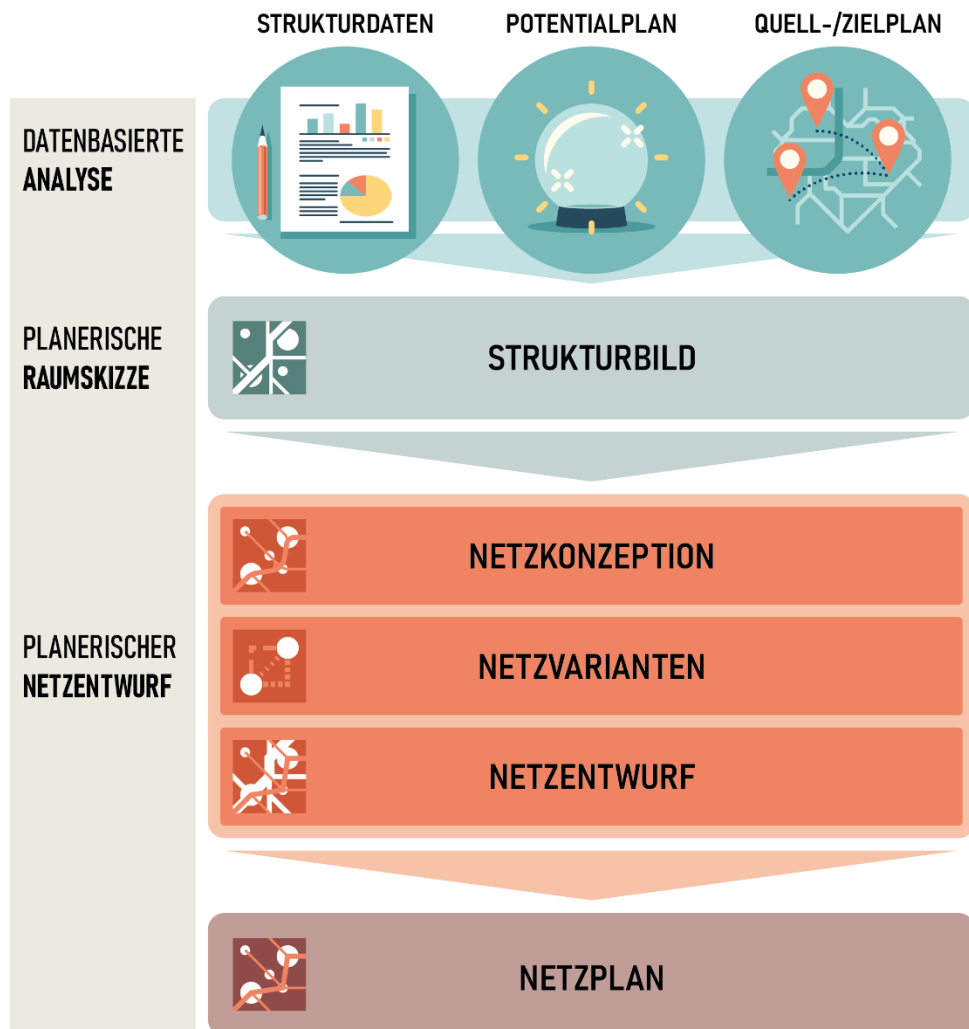 STRUKTURDATEN
POTENTIALPLAN
QUELL-/ZIELPLAN
DATENBASIERTE
ANALYSE
PLANERISCHE
RAUMSKIZZE
STRUKTURBILD
PLANERISCHER
NETZENTWURF
NETZKONZEPTION
NETZVARIANTEN
NETZENTWURF
NETZPLAN